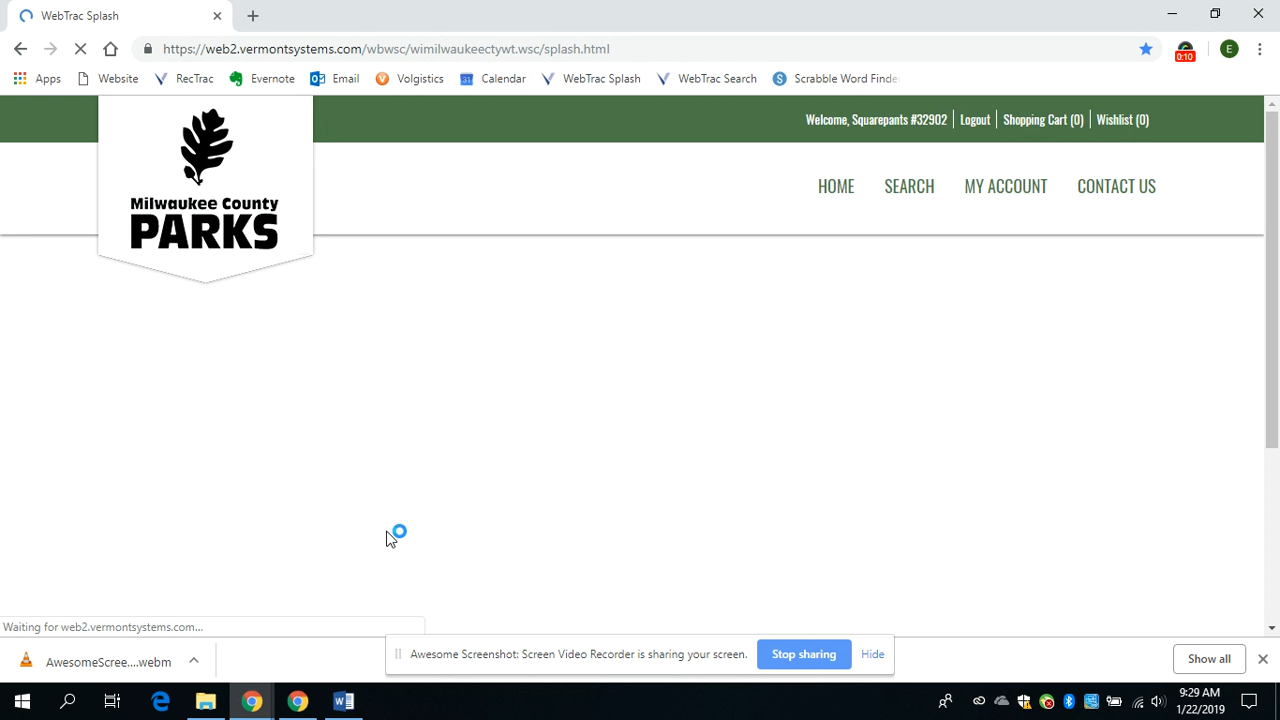 WebTrac Splash
https://web2.vermontsystems.com/wbwsc/wimilwaukeectywt.wsc/splash.html
0:10
E
Apps Website RecTrac Evernote Email Volgistics Calendar WebTrac Splash WebTrac Search Scrabble Word Finde
Welcome, Squarepants #32902 Logout Shopping Cart (0) Wishlist (0)
Milwaukee County
PARKS
HOME SEARCH MY ACCOUNT CONTACT US
Waiting for web2.vermontsystems.com...
AwesomeScree....webm
Awesome Screenshot: Screen Video Recorder is sharing your screen. Stop sharing Hide
Show all
9:29 AM
1/22/2019